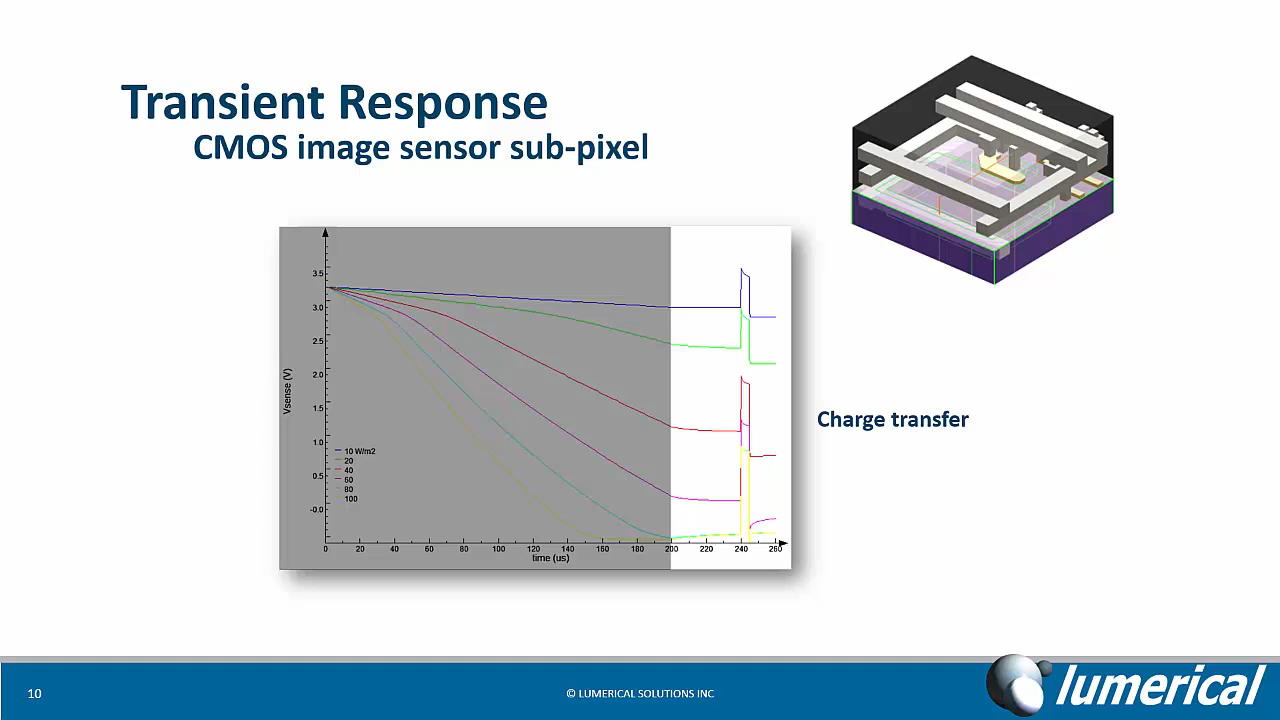 Transient Response
CMOS image sensor sub-pixel
3.5
3.0
2.5
2.0
1.5
1.0
0.5
-0.0
Vsense (V)
10 W/m2
20
40
60
80
100
0 20 40 60 80 100 120 140 160 180 200 220 240 260
time (us)
Charge transfer
10
© LUMERICAL SOLUTIONS INC
lumerical